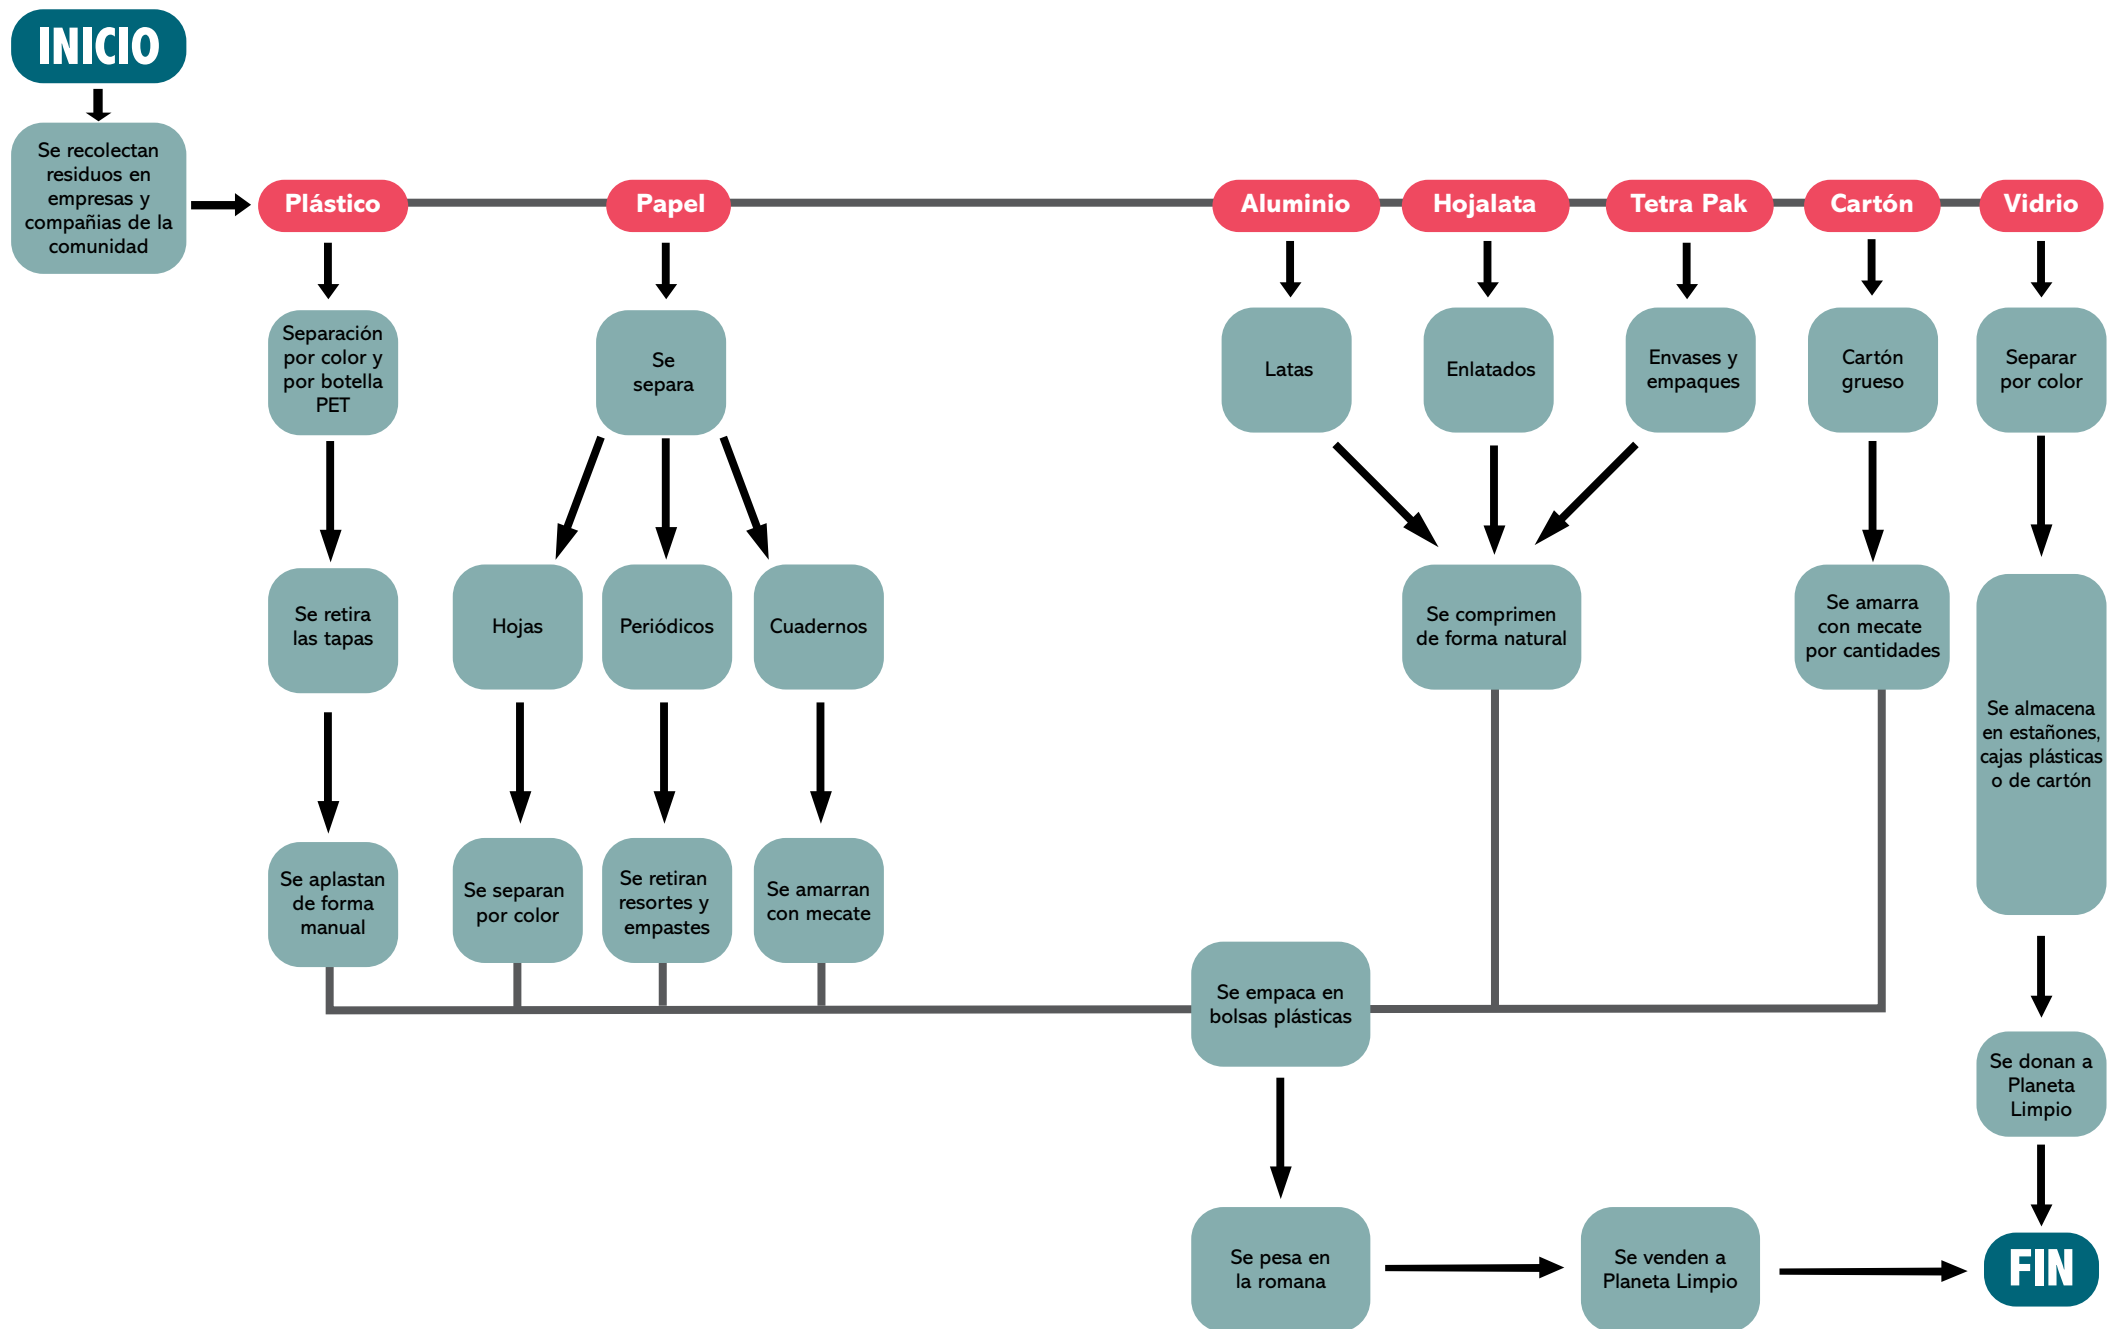 INICIO
Se recolectan
residuos en
empresas y
compañias de la
comunidad
Plástico
Papel
Aluminio
Hojalata
Tetra Pak
Cartón
Vidrio
Separación
por color y
por botella
PET
Se
separa
Latas
Enlatados
Envases y
empaques
Cartón
grueso
Separar
por color
Se retira
las tapas
Hojas
Periódicos
Cuadernos
Se comprimen
de forma natural
Se amarra
con mecate
por cantidades
Se almacena
en estañones,
cajas plásticas
o de cartón
Se aplastan
de forma
manual
Se separan
por color
Se retiran
resortes y
empastes
Se amarran
con mecate
Se empaca en
bolsas plásticas
Se donan a
Planeta
Limpio
Se pesa en
la romana
Se venden a
Planeta Limpio
FIN